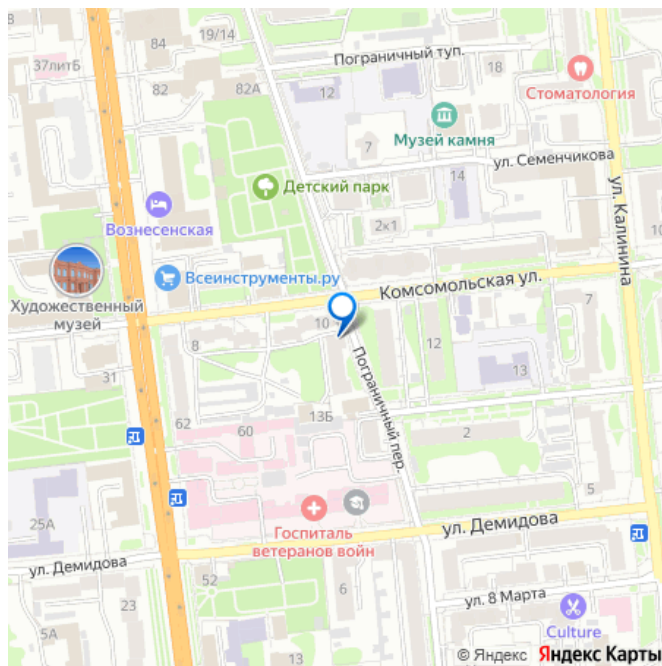 19/14
84
Пограничный туп.
37литБ
18
Стоматология
82
82А
12
Музей камня
7
ул. Семенчикова
14
Детский парк
ул. Калинина
Вознесенская
2к1
Всеинструменты.ру
Комсомольская ул.
Художественный
музей
7
10
8
12
Пограничный пер.
31
13
13Б
62
60
2
5
25А
Госпиталь
ветеранов войн
ул. Демидова
ул. Демидова
52
6
ул. 8 Марта
23
5А
Culture
13
© Яндекс Яндекс Карты